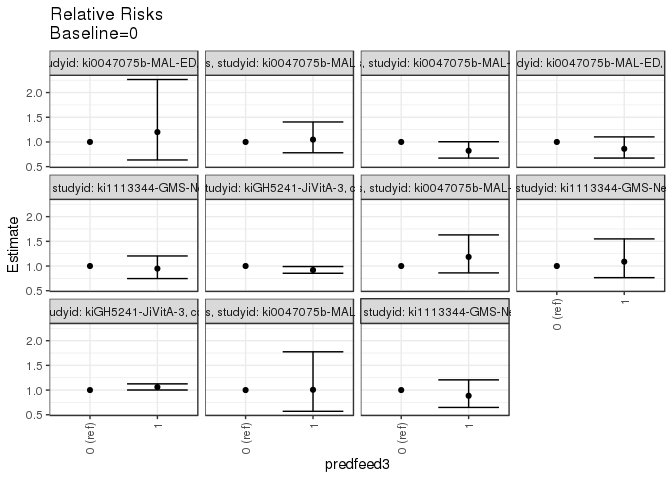 Relative Risks
Baseline=0
udyid: ki0047075b-MAL-ED,
s, studyid: ki0047075b-MAL
s, studyid: ki0047075b-MAL-
dyid: ki0047075b-MAL-ED,
2.0
1.5
1.0
0.5
studyid: ki1113344-GMS-Ne
tudyid: kiGH5241-JiVitA-3, c
s, studyid: ki0047075b-MAL-
studyid: ki1113344-GMS-Ne
2.0
1.5
1.0
0.5
Estimate
0 (ref)
1
udyid: kiGH5241-JiVitA-3, c
s, studyid: ki0047075b-MAL
studyid: ki1113344-GMS-Ne
2.0
1.5
1.0
0.5
0 (ref)
1
0 (ref)
1
0 (ref)
1
predfeed3